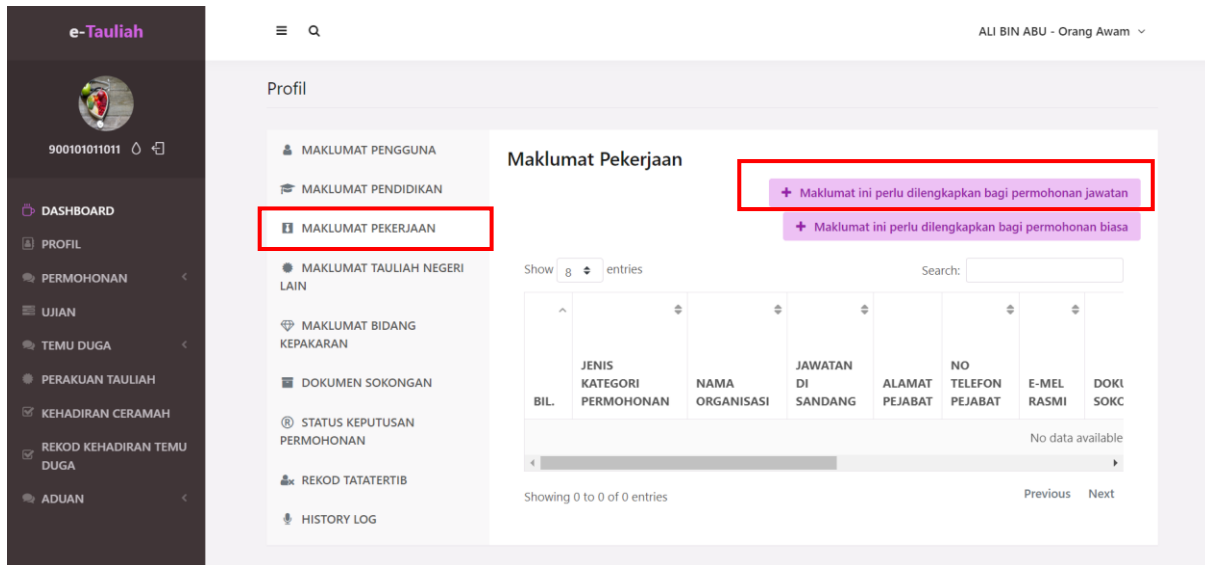 e-Tauliah
ALI BIN ABU - Orang Awam
900101011011
DASHBOARD
PROFIL
PERMOHONAN
UJIAN
TEMU DUGA
PERAKUAN TAULIAH
KEHADIRAN CERAMAH
REKOD KEHADIRAN TEMU
DUGA
ADUAN
Profil
MAKLUMAT PENGGUNA
MAKLUMAT PENDIDIKAN
MAKLUMAT PEKERJAAN
MAKLUMAT TAULIAH NEGERI
LAIN
MAKLUMAT BIDANG
KEPAKARAN
DOKUMEN SOKONGAN
STATUS KEPUTUSAN
PERMOHONAN
REKOD TATATERTIB
HISTORY LOG
Maklumat Pekerjaan
+ Maklumat ini perlu dilengkapkan bagi permohonan jawatan
+ Maklumat ini perlu dilengkapkan bagi permohonan biasa
Show 8 entries
Search:
BIL.
JENIS
KATEGORI
PERMOHONAN
NAMA
ORGANISASI
JAWATAN
DI
SANDANG
ALAMAT
PEJABAT
NO
TELEFON
PEJABAT
E-MEL
RASMI
DOKU
SOKC
No data available
Showing 0 to 0 of 0 entries
Previous Next